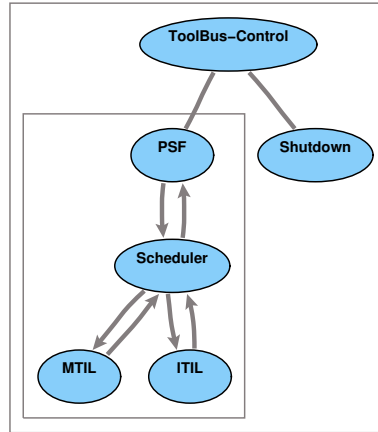 ToolBus–Control
PSF
Shutdown
Scheduler
MTIL
ITIL